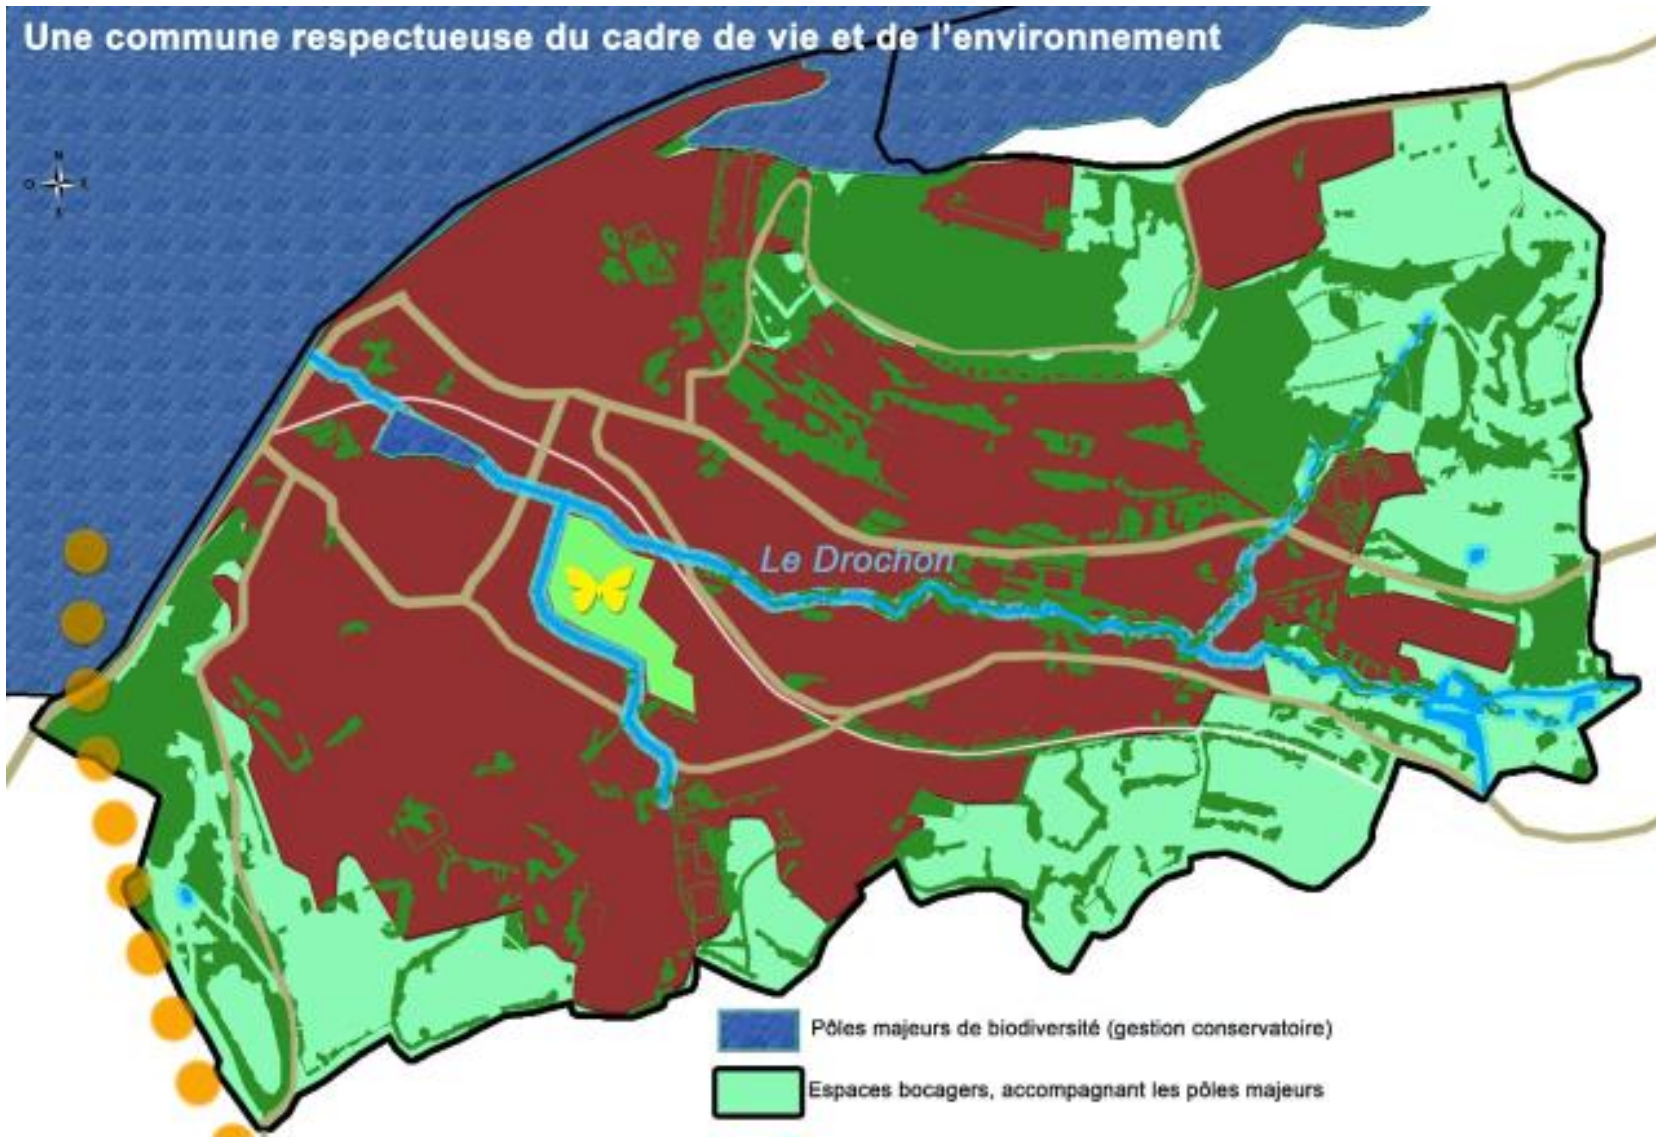 Une commune respectueuse du cadre de vie et de l'environnement
N
O E
Le Drochon
Pôles majeurs de biodiversité (gestion conservatoire)
Espaces bocagers, accompagnant les pôles majeurs